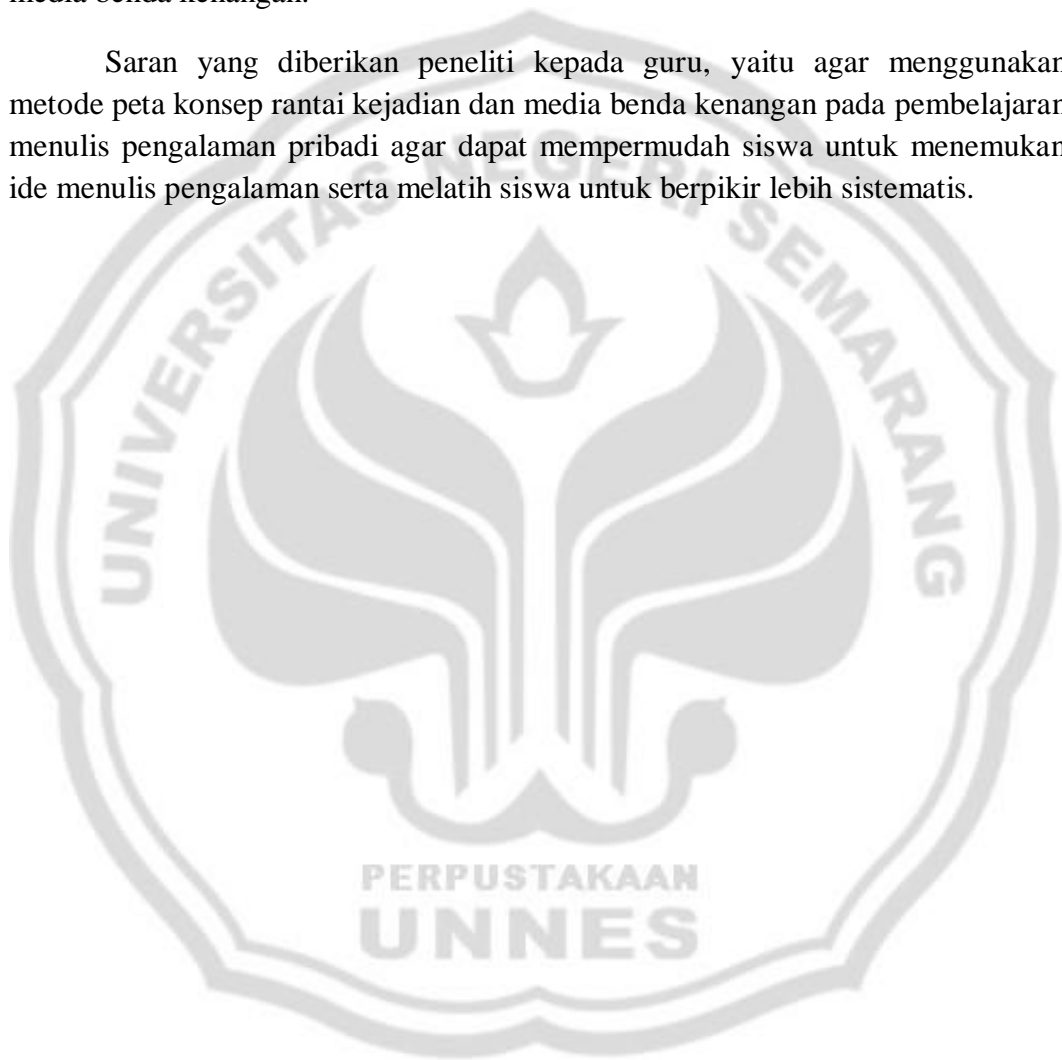 media benda kenangan.
Saran yang diberikan peneliti kepada guru, yaitu agar menggunakan
metode peta konsep rantai kejadian dan media benda kenangan pada pembelajaran
menulis pengalaman pribadi agar dapat mempermudah siswa untuk menemukan
ide menulis pengalaman serta melatih siswa untuk berpikir lebih sistematis.
UNIVERSITAS NEGERI SEMARANG
PERPUSTAKAAN
UNNES